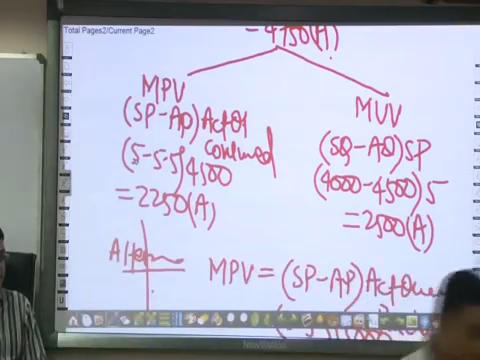 Total Pages2/Current Page2
= 4750(A)
MPV
(SP-AP) Act Qty
Consumed
(5-5.5) 4500
= 2250(A)
MUV
(SQ-AQ) SP
(4000-4500) 5
= 2500(A)
MPV = (SP-AP) Act